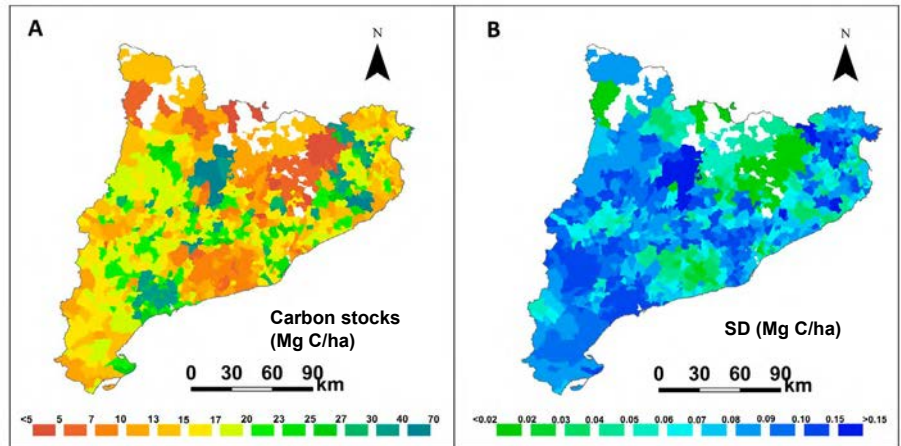 A
N
Carbon stocks
(Mg C/ha)
0 30 60 90
km
<5 5 7 10 13 17 20 23 25 27 30 40 70
B
N
SD (Mg C/ha)
0 30 60 90
km
<0.02 0.02 0.03 0.04 0.05 0.06 0.07 0.08 0.09 0.10 0.15 >0.15